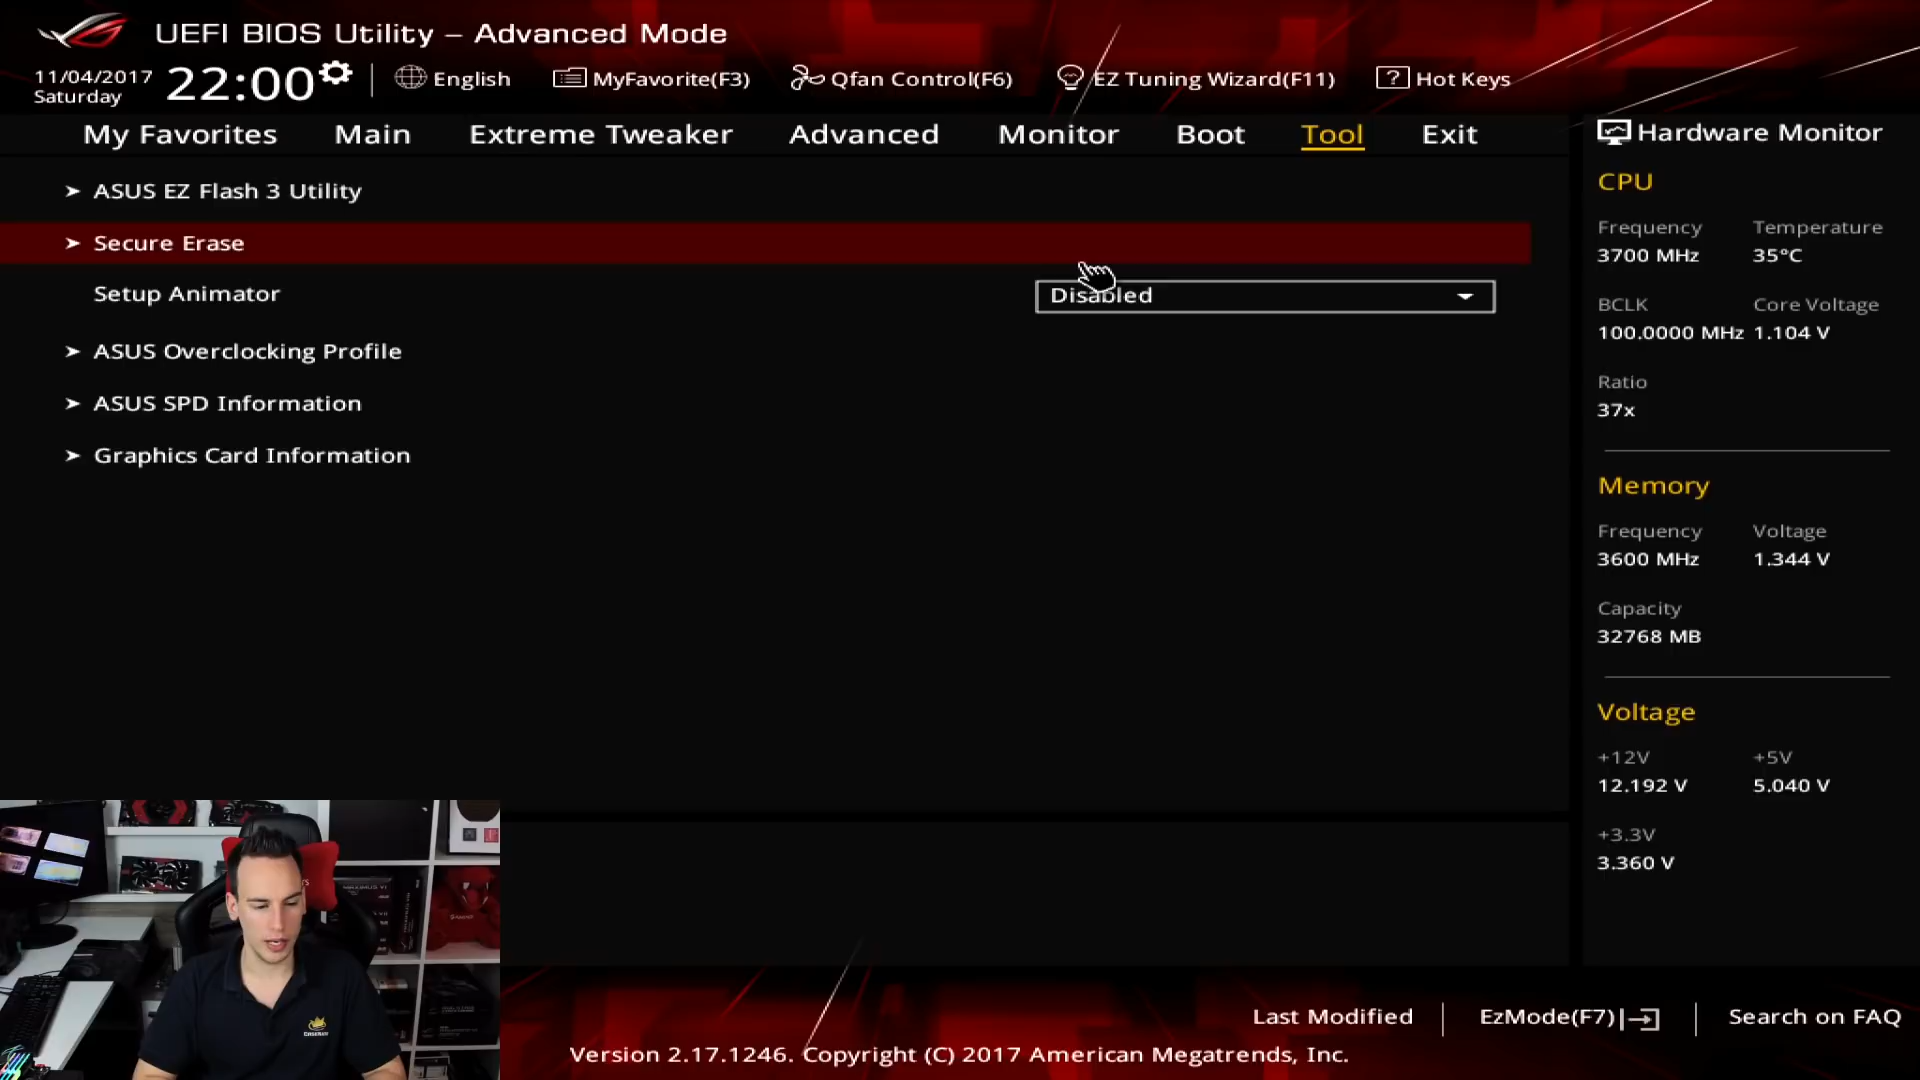 UEFI BIOS Utility – Advanced Mode
11/04/2017
Saturday
22:00
English
MyFavorite(F3)
Qfan Control(F6)
EZ Tuning Wizard(F11)
? Hot Keys
My Favorites
Main
Extreme Tweaker
Advanced
Monitor
Boot
Tool
Exit
ASUS EZ Flash 3 Utility
Secure Erase
Setup Animator
Disabled
ASUS Overclocking Profile
ASUS SPD Information
Graphics Card Information
Hardware Monitor
CPU
Frequency Temperature
3700 MHz 35°C
BCLK Core Voltage
100.0000 MHz 1.104 V
Ratio
37x
Memory
Frequency Voltage
3600 MHz 1.344 V
Capacity
32768 MB
Voltage
+12V +5V
12.192 V 5.040 V
+3.3V
3.360 V
Last Modified
EzMode(F7)
Search on FAQ
Version 2.17.1246. Copyright (C) 2017 American Megatrends, Inc.